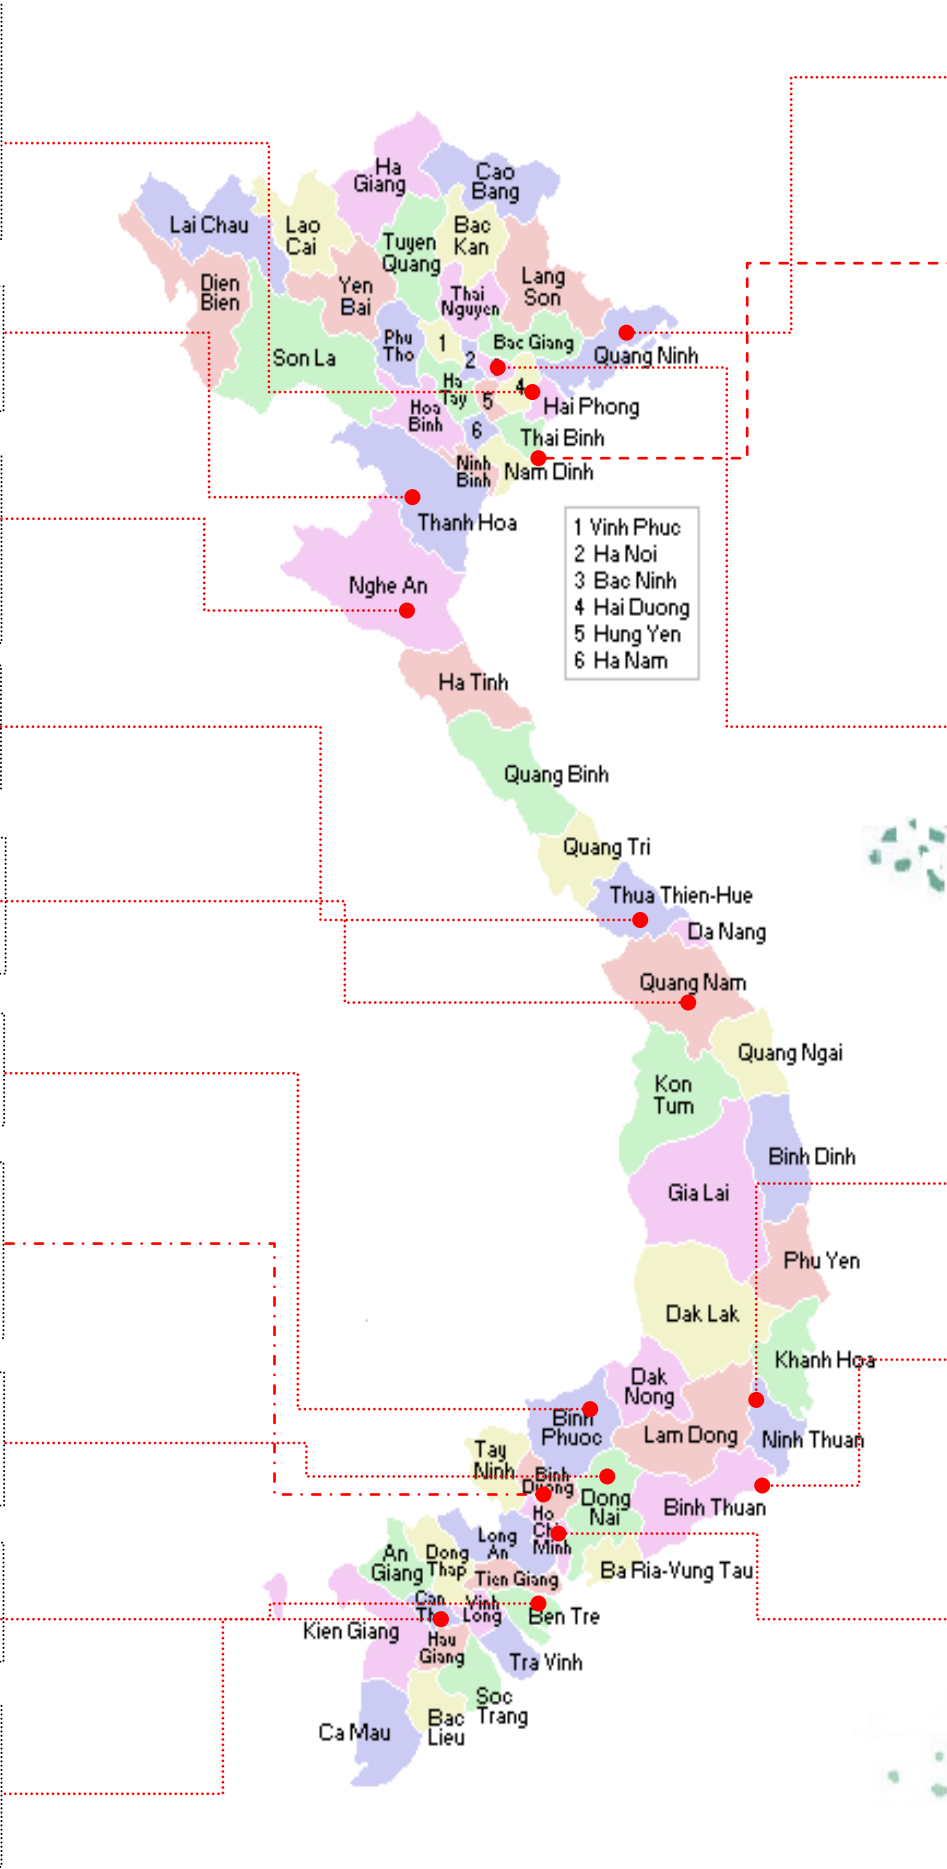 Ha
Giang
Cao
Bang
Lai Chau
Lao
Cai
Tuyen
Quang
Bac
Kan
Dien
Bien
Yen
Bai
Thai
Nguyen
Lang
Son
Son La
Phu
Tho
1
2
Bac Giang
Quang Ninh
Ha
Tay
4
5
Hoa
Binh
Hai Phong
6
Thai Binh
Ninh
Binh
Nam Dinh
Thanh Hoa
1 Vinh Phuc
2 Ha Noi
3 Bac Ninh
4 Hai Duong
5 Hung Yen
6 Ha Nam
Nghe An
Ha Tinh
Quang Binh
Quang Tri
Thua Thien-Hue
Da Nang
Quang Nam
Quang Ngai
Kon
Tum
Binh Dinh
Gia Lai
Phu Yen
Dak Lak
Khanh Hoa
Dak
Nong
Binh
Phuoc
Lam Dong
Ninh Thuan
Tay
Ninh
Binh
Duong
Dong
Nai
Binh Thuan
Ho
Chi
Minh
Long
An
An
Giang
Dong
Thap
Tien Giang
Ba Ria-Vung Tau
Can
Tho
Vinh
Long
Ben Tre
Kien Giang
Hau
Giang
Tra Vinh
Soc
Trang
Ca Mau
Bac
Lieu